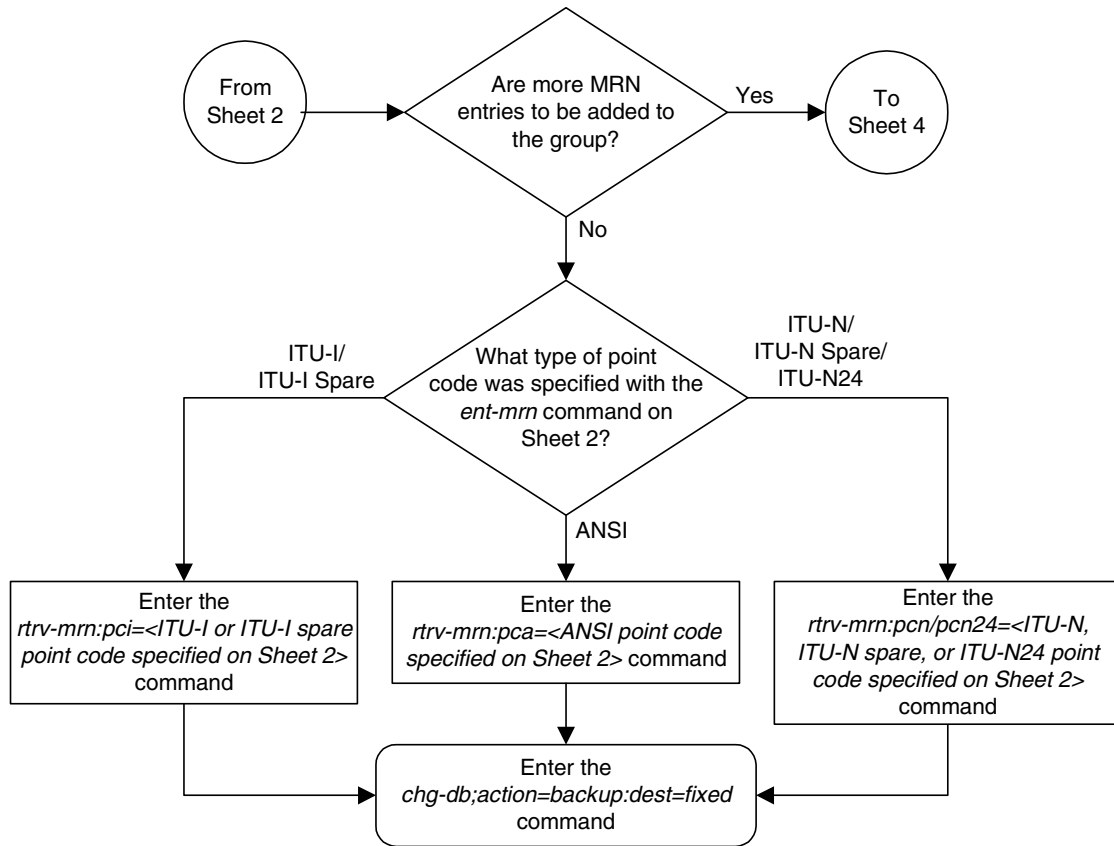 From
Sheet 2
Are more MRN
entries to be added to
the group?
Yes
To
Sheet 4
No
ITU-I/
ITU-I Spare
What type of point
code was specified with the
ent-mrn command on
Sheet 2?
ITU-N/
ITU-N Spare/
ITU-N24
ANSI
Enter the
rtrv-mrn:pci=<ITU-I or ITU-I spare
point code specified on Sheet 2>
command
Enter the
rtrv-mrn:pca=<ANSI point code
specified on Sheet 2> command
Enter the
rtrv-mrn:pcn/pcn24=<ITU-N,
ITU-N spare, or ITU-N24 point
code specified on Sheet 2>
command
Enter the
chg-db;action=backup:dest=fixed
command